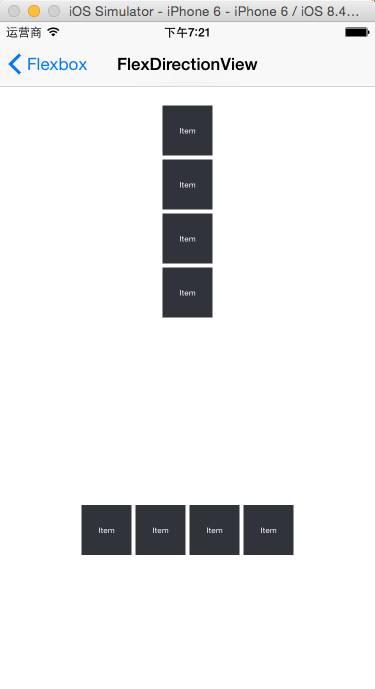 iOS Simulator - iPhone 6 - iPhone 6 / iOS 8.4…
运营商 下午7:21
Flexbox FlexDirectionView
Item
Item
Item
Item
Item Item Item Item